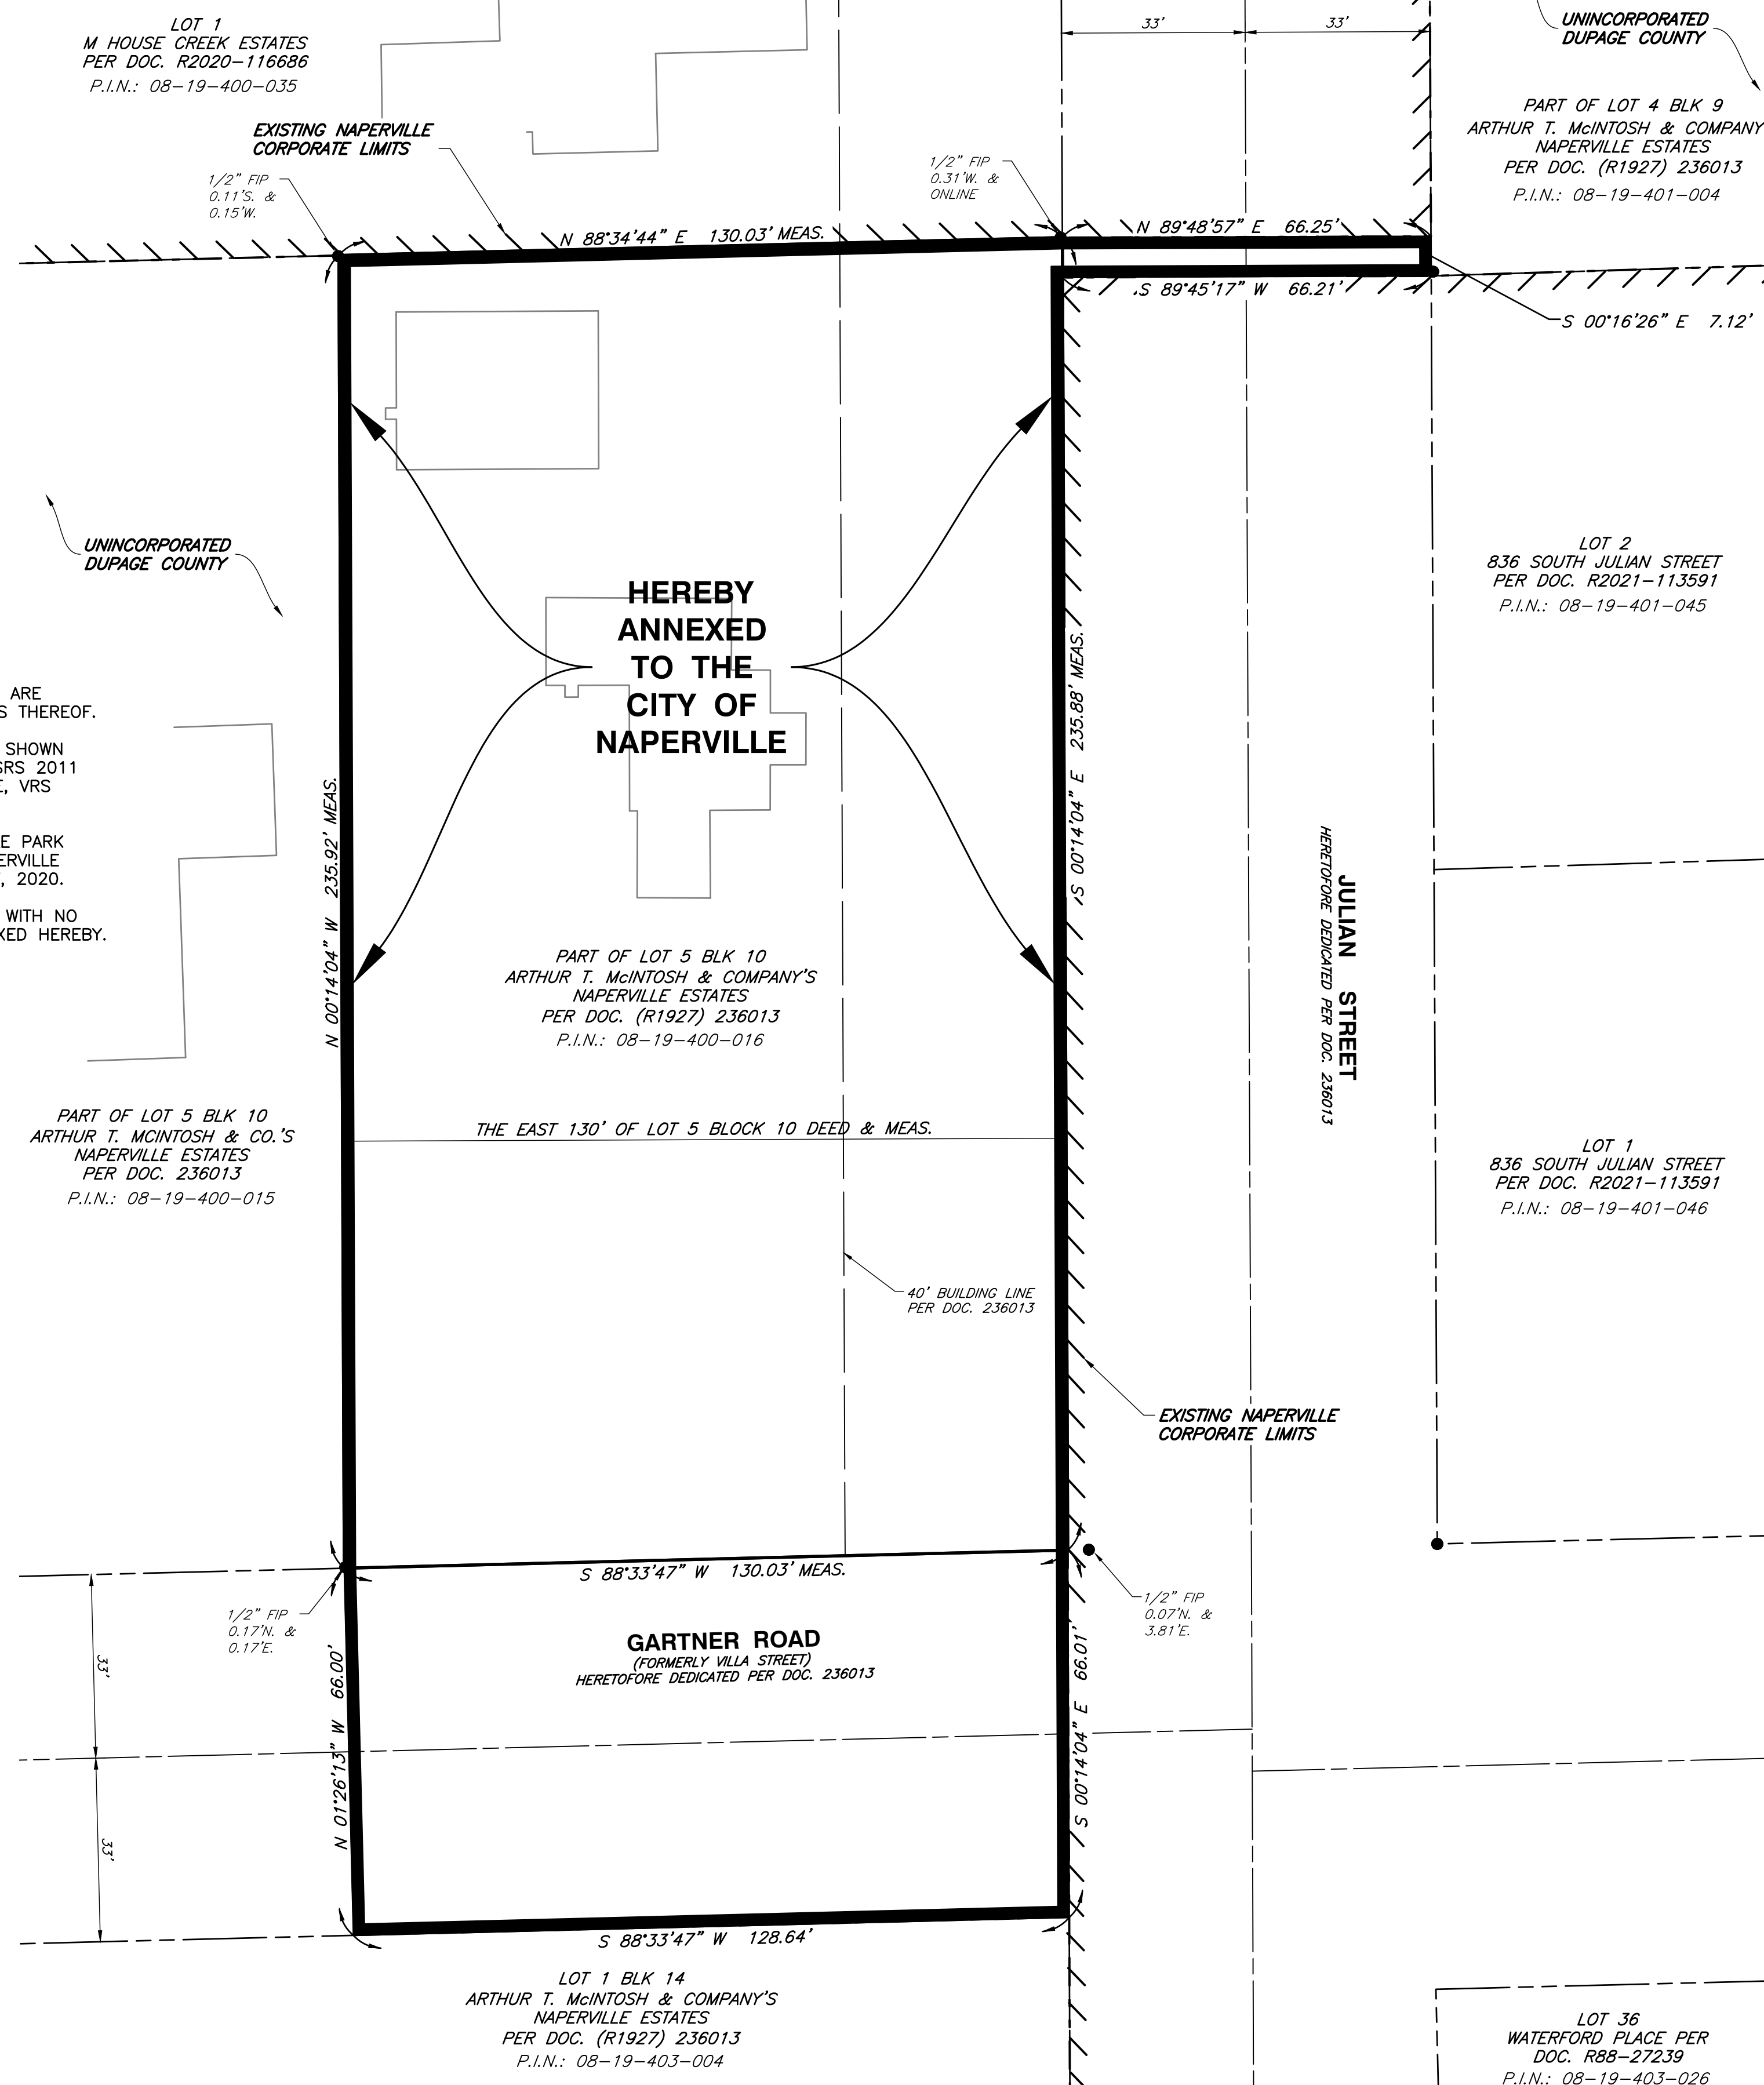 LOT 1
M HOUSE CREEK ESTATES
PER DOC. R2020-116686
P.I.N.: 08-19-400-035
EXISTING NAPERVILLE
CORPORATE LIMITS
1/2" FIP
0.11'S. &
0.15'W.
1/2" FIP
0.31'W. &
ONLINE
33'
33'
UNINCORPORATED
DUPAGE COUNTY
PART OF LOT 4 BLK 9
ARTHUR T. McINTOSH & COMPANY
NAPERVILLE ESTATES
PER DOC. (R1927) 236013
P.I.N.: 08-19-401-004
N 88°34'44" E 130.03' MEAS.
N 89°48'57" E 66.25'
S 89°45'17" W 66.21'
S 00°16'26" E 7.12'
UNINCORPORATED
DUPAGE COUNTY
HEREBY
ANNEXED
TO THE
CITY OF
NAPERVILLE
LOT 2
836 SOUTH JULIAN STREET
PER DOC. R2021-113591
P.I.N.: 08-19-401-045
ARE
S THEREOF.
SHOWN
SRS 2011
E, VRS
E PARK
ERVILLE
, 2020.
WITH NO
XED HEREBY.
N 00°14'04" W 235.92' MEAS.
S 00°14'04" E 235.88' MEAS.
JULIAN STREET
HERETOFORE DEDICATED PER DOC. 236013
PART OF LOT 5 BLK 10
ARTHUR T. McINTOSH & COMPANY'S
NAPERVILLE ESTATES
PER DOC. (R1927) 236013
P.I.N.: 08-19-400-016
PART OF LOT 5 BLK 10
ARTHUR T. MCINTOSH & CO.'S
NAPERVILLE ESTATES
PER DOC. 236013
P.I.N.: 08-19-400-015
THE EAST 130' OF LOT 5 BLOCK 10 DEED & MEAS.
LOT 1
836 SOUTH JULIAN STREET
PER DOC. R2021-113591
P.I.N.: 08-19-401-046
40' BUILDING LINE
PER DOC. 236013
EXISTING NAPERVILLE
CORPORATE LIMITS
S 88°33'47" W 130.03' MEAS.
1/2" FIP
0.17'N. &
0.17'E.
1/2" FIP
0.07'N. &
3.81'E.
GARTNER ROAD
(FORMERLY VILLA STREET)
HERETOFORE DEDICATED PER DOC. 236013
33'
33'
N 01°26'13" W 66.00'
S 00°14'04" E 66.01'
S 88°33'47" W 128.64'
LOT 1 BLK 14
ARTHUR T. McINTOSH & COMPANY'S
NAPERVILLE ESTATES
PER DOC. (R1927) 236013
P.I.N.: 08-19-403-004
LOT 36
WATERFORD PLACE PER
DOC. R88-27239
P.I.N.: 08-19-403-026